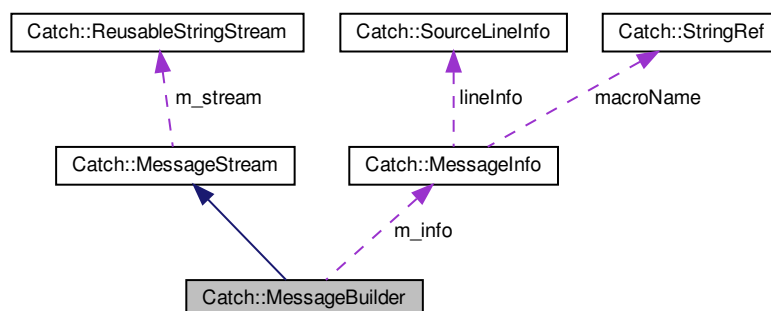 Catch::ReusableStringStream
Catch::SourceLineInfo
Catch::StringRef
m_stream
lineInfo
macroName
Catch::MessageStream
Catch::MessageInfo
m_info
Catch::MessageBuilder